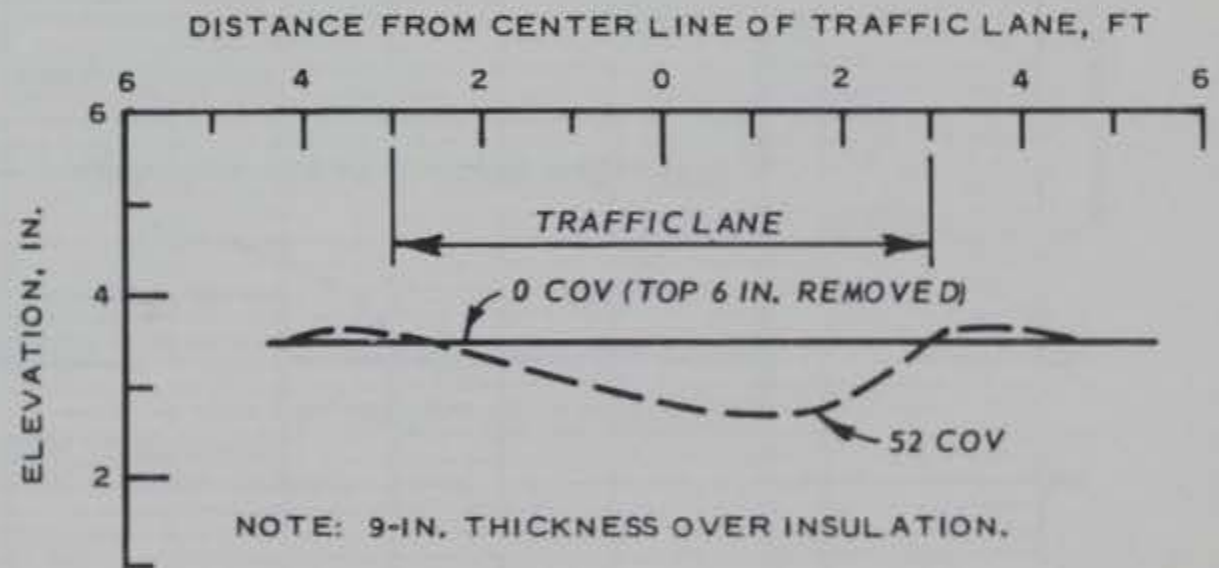 DISTANCE FROM CENTER LINE OF TRAFFIC LANE, FT
6 4 2 0 2 4 6
6
TRAFFIC LANE
0 COV (TOP 6 IN. REMOVED)
4
ELEVATION, IN.
52 COV
2
NOTE: 9-IN. THICKNESS OVER INSULATION.